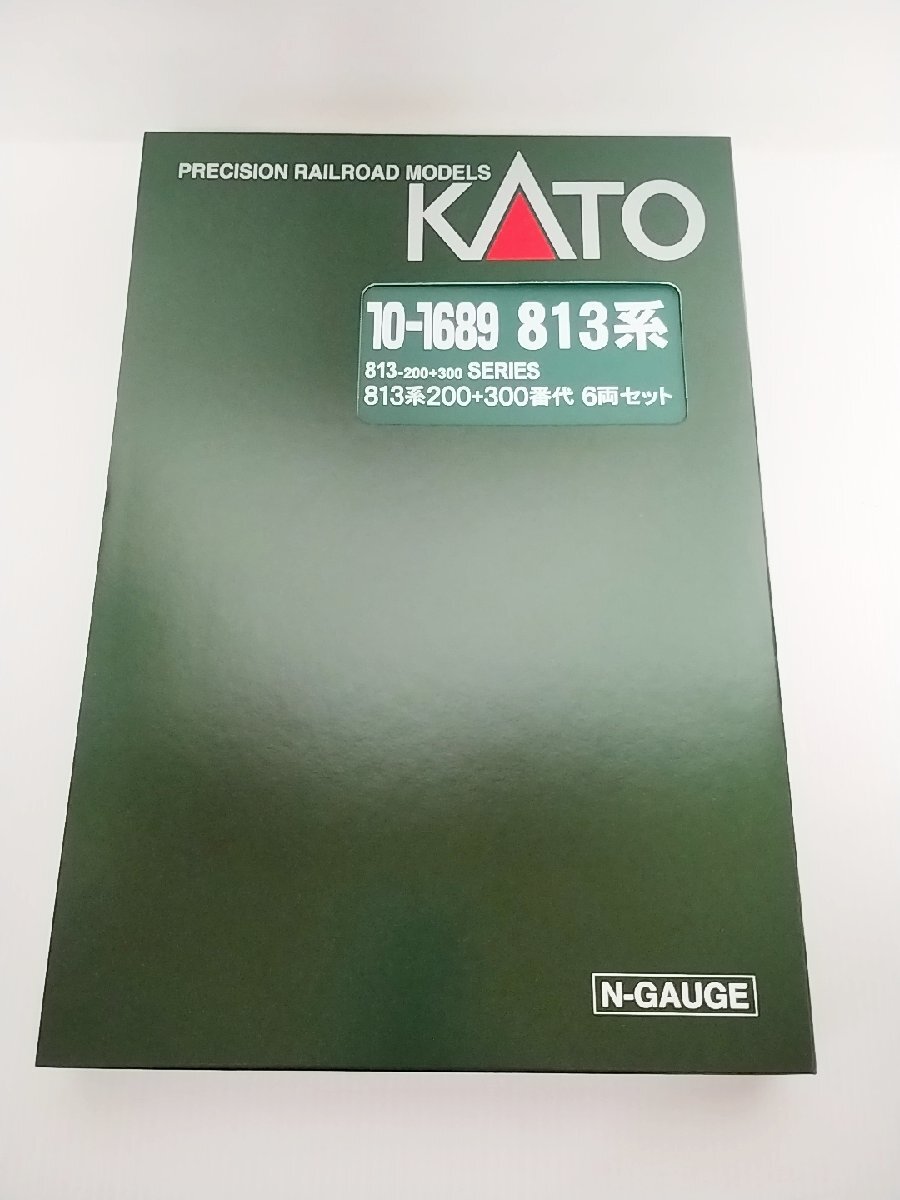 PRECISION RAILROAD MODELS
KATO
10-1689 813系
813-200+300 SERIES
813系200+300番代 6両セット
N-GAUGE